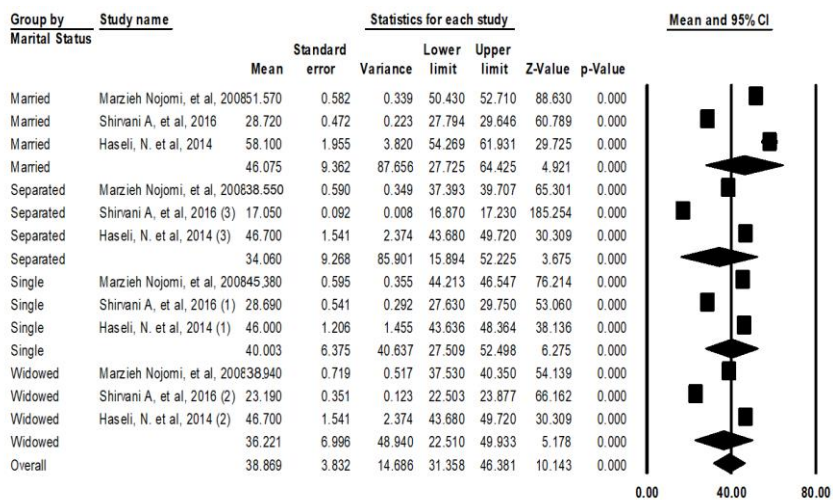 Group by Study name Statistics for each study Mean and 95% CI
Marital Status
Standard Lower Upper
Mean error Variance limit limit Z-Value p-Value
Married Marzieh Nojomi, et al, 200851.570 0.582 0.339 50.430 52.710 88.630 0.000
Married Shirvani A, et al, 2016 28.720 0.472 0.223 27.794 29.646 60.789 0.000
Married Haseli, N. et al, 2014 58.100 1.955 3.820 54.269 61.931 29.725 0.000
Married 46.075 9.362 87.656 27.725 64.425 4.921 0.000
Separated Marzieh Nojomi, et al, 200838.550 0.590 0.349 37.393 39.707 65.301 0.000
Separated Shirvani A, et al, 2016 (3) 17.050 0.092 0.008 16.870 17.230 185.254 0.000
Separated Haseli, N. et al, 2014 (3) 46.700 1.541 2.374 43.680 49.720 30.309 0.000
Separated 34.060 9.268 85.901 15.894 52.225 3.675 0.000
Single Marzieh Nojomi, et al, 200845.380 0.595 0.355 44.213 46.547 76.214 0.000
Single Shirvani A, et al, 2016 (1) 28.690 0.541 0.292 27.630 29.750 53.060 0.000
Single Haseli, N. et al, 2014 (1) 46.000 1.206 1.455 43.636 48.364 38.136 0.000
Single 40.003 6.375 40.637 27.509 52.498 6.275 0.000
Widowed Marzieh Nojomi, et al, 200838.940 0.719 0.517 37.530 40.350 54.139 0.000
Widowed Shirvani A, et al, 2016 (2) 23.190 0.351 0.123 22.503 23.877 66.162 0.000
Widowed Haseli, N. et al, 2014 (2) 46.700 1.541 2.374 43.680 49.720 30.309 0.000
Widowed 36.221 6.996 48.940 22.510 49.933 5.178 0.000
Overall 38.869 3.832 14.686 31.358 46.381 10.143 0.000
0.00 40.00 80.00